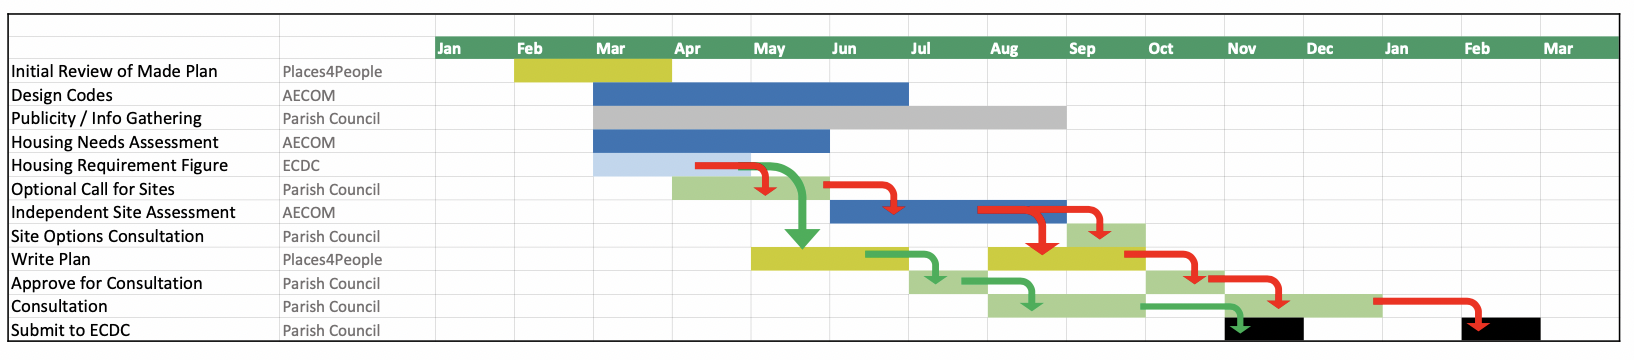 Jan Feb Mar Apr May Jun Jul Aug Sep Oct Nov Dec Jan Feb Mar
Initial Review of Made Plan Places4People
Design Codes AECOM
Publicity / Info Gathering Parish Council
Housing Needs Assessment AECOM
Housing Requirement Figure ECDC
Optional Call for Sites Parish Council
Independent Site Assessment AECOM
Site Options Consultation Parish Council
Write Plan Places4People
Approve for Consultation Parish Council
Consultation Parish Council
Submit to ECDC Parish Council